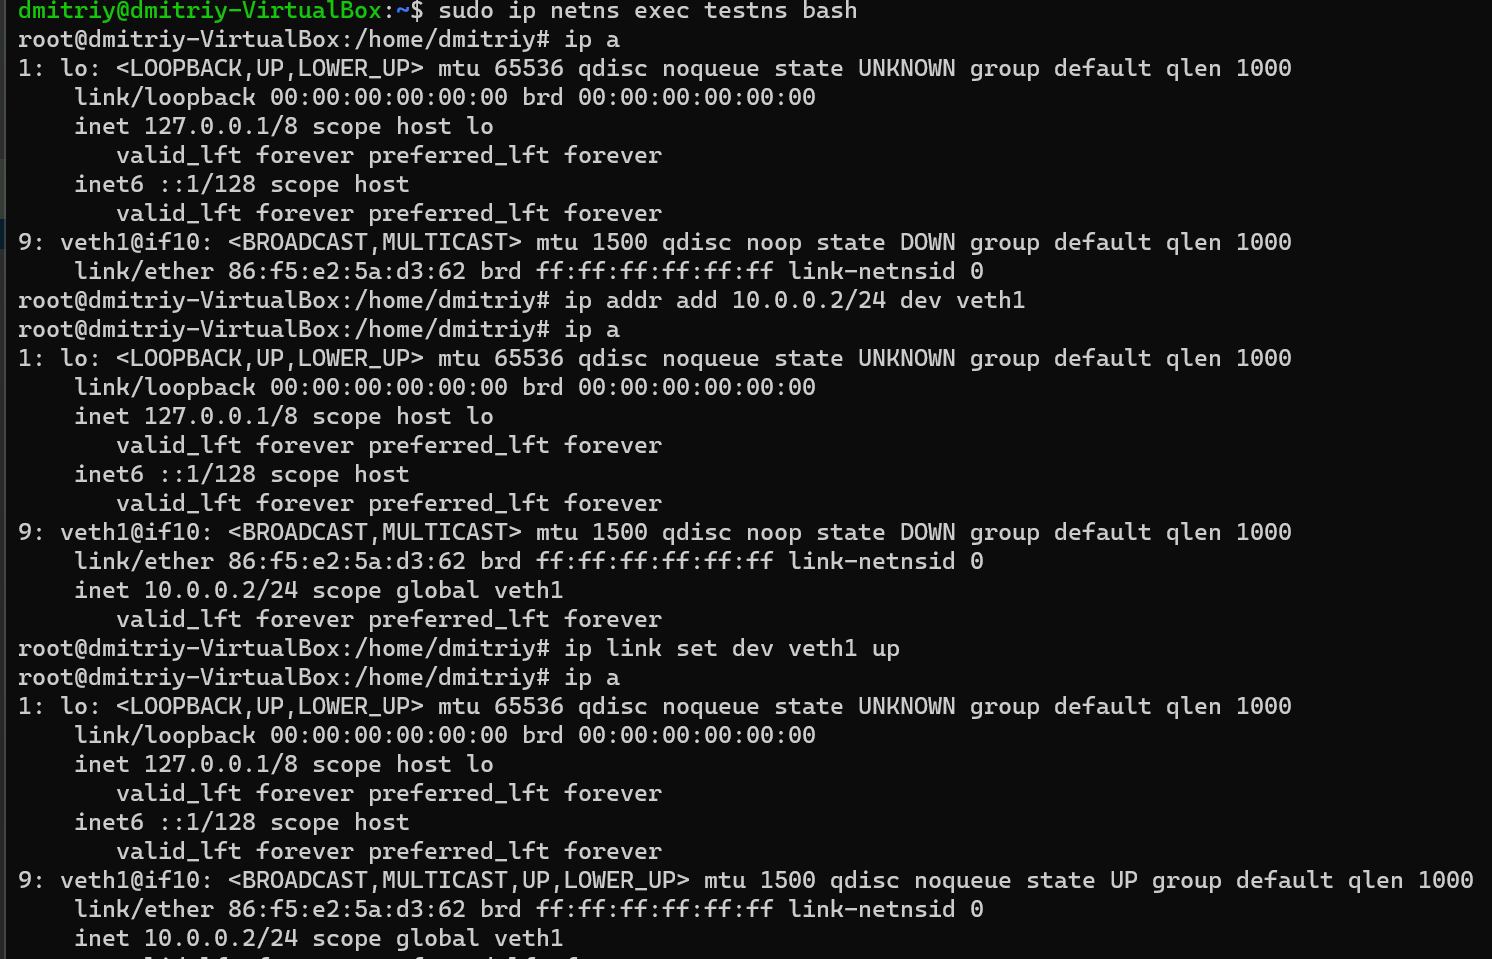 dmitriy@dmitriy-VirtualBox:~$ sudo ip netns exec testns bash
root@dmitriy-VirtualBox:/home/dmitriy# ip a
1: lo: <LOOPBACK,UP,LOWER_UP> mtu 65536 qdisc noqueue state UNKNOWN group default qlen 1000
    link/loopback 00:00:00:00:00:00 brd 00:00:00:00:00:00
    inet 127.0.0.1/8 scope host lo
       valid_lft forever preferred_lft forever
    inet6 ::1/128 scope host
       valid_lft forever preferred_lft forever
9: veth1@if10: <BROADCAST,MULTICAST> mtu 1500 qdisc noop state DOWN group default qlen 1000
    link/ether 86:f5:e2:5a:d3:62 brd ff:ff:ff:ff:ff:ff link-netnsid 0
root@dmitriy-VirtualBox:/home/dmitriy# ip addr add 10.0.0.2/24 dev veth1
root@dmitriy-VirtualBox:/home/dmitriy# ip a
1: lo: <LOOPBACK,UP,LOWER_UP> mtu 65536 qdisc noqueue state UNKNOWN group default qlen 1000
    link/loopback 00:00:00:00:00:00 brd 00:00:00:00:00:00
    inet 127.0.0.1/8 scope host lo
       valid_lft forever preferred_lft forever
    inet6 ::1/128 scope host
       valid_lft forever preferred_lft forever
9: veth1@if10: <BROADCAST,MULTICAST> mtu 1500 qdisc noop state DOWN group default qlen 1000
    link/ether 86:f5:e2:5a:d3:62 brd ff:ff:ff:ff:ff:ff link-netnsid 0
    inet 10.0.0.2/24 scope global veth1
       valid_lft forever preferred_lft forever
root@dmitriy-VirtualBox:/home/dmitriy# ip link set dev veth1 up
root@dmitriy-VirtualBox:/home/dmitriy# ip a
1: lo: <LOOPBACK,UP,LOWER_UP> mtu 65536 qdisc noqueue state UNKNOWN group default qlen 1000
    link/loopback 00:00:00:00:00:00 brd 00:00:00:00:00:00
    inet 127.0.0.1/8 scope host lo
       valid_lft forever preferred_lft forever
    inet6 ::1/128 scope host
       valid_lft forever preferred_lft forever
9: veth1@if10: <BROADCAST,MULTICAST,UP,LOWER_UP> mtu 1500 qdisc noqueue state UP group default qlen 1000
    link/ether 86:f5:e2:5a:d3:62 brd ff:ff:ff:ff:ff:ff link-netnsid 0
    inet 10.0.0.2/24 scope global veth1